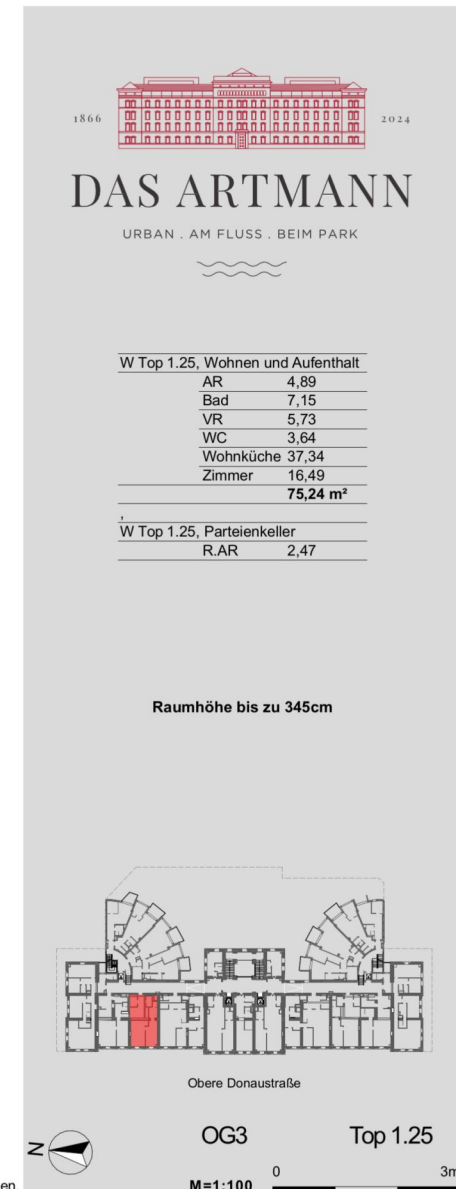 1866 2024
DAS ARTMANN
URBAN . AM FLUSS . BEIM PARK
W Top 1.25, Wohnen und Aufenthalt
AR 4,89
Bad 7,15
VR 5,73
WC 3,64
Wohnküche 37,34
Zimmer 16,49
75,24 m²
,
W Top 1.25, Parteienkeller
R.AR 2,47
Raumhöhe bis zu 345cm
Obere Donaustraße
N
OG3 Top 1.25
en
M=1:100 0 3m